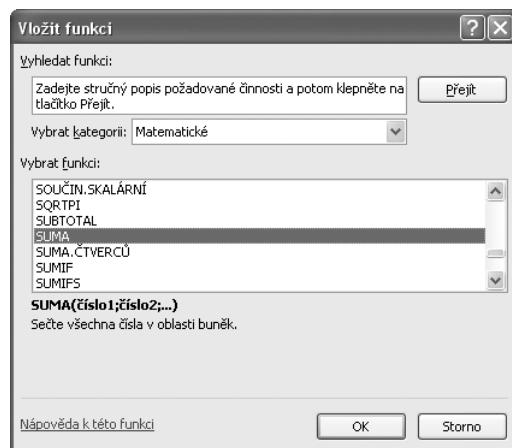 Vložit funkci
Vyhledat funkci:
Zadejte stručný popis požadované činnosti a potom klepněte na
tlačítko Přejít.
Přejít
Vybrat kategorii: Matematické
Vybrat funkci:
SOUČIN.SKALÁRNÍ
SQRTPI
SUBTOTAL
SUMA
SUMA.ČTVERCŮ
SUMIF
SUMIFS
SUMA(číslo1;číslo2;...)
Sečte všechna čísla v oblasti buněk.
Nápověda k této funkci
OK
Storno